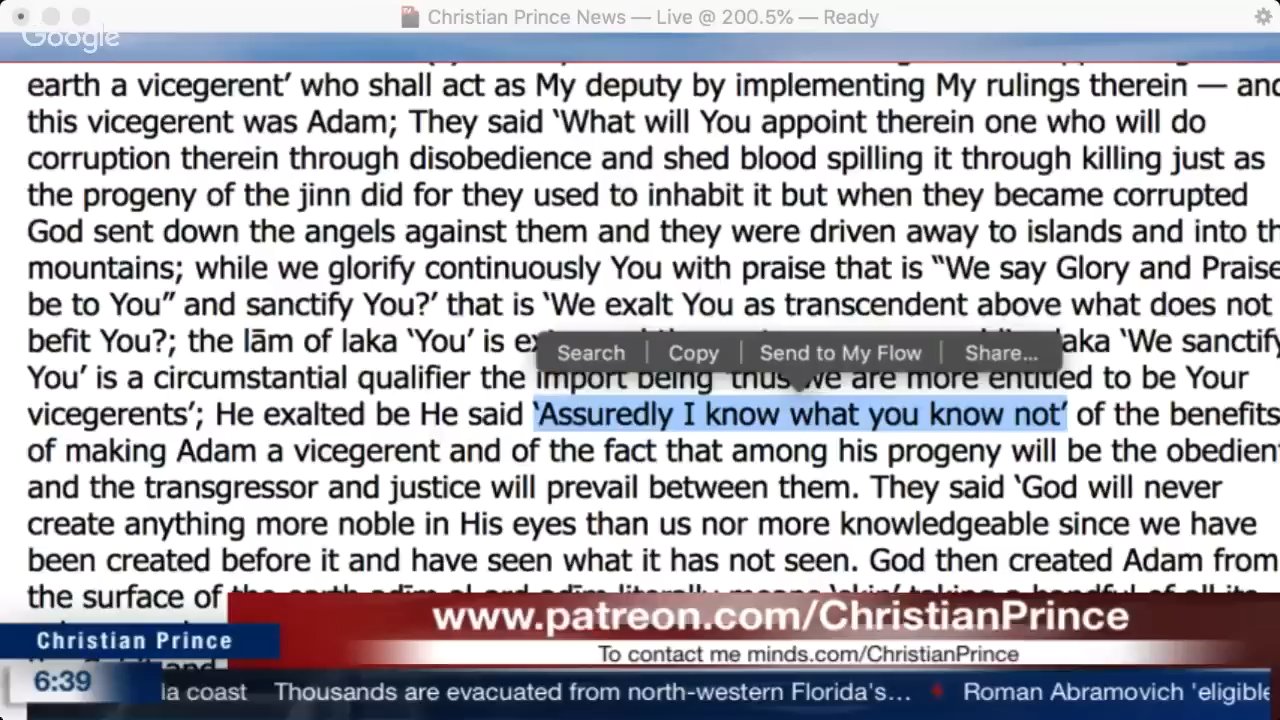 Christian Prince News — Live @ 200.5% — Ready
Google
earth a vicegerent’ who shall act as My deputy by implementing My rulings therein — and
this vicegerent was Adam; They said ‘What will You appoint therein one who will do
corruption therein through disobedience and shed blood spilling it through killing just as
the progeny of the jinn did for they used to inhabit it but when they became corrupted
God sent down the angels against them and they were driven away to islands and into th
mountains; while we glorify continuously You with praise that is “We say Glory and Praise
be to You” and sanctify You?’ that is ‘We exalt You as transcendent above what does not
befit You?; the lām of laka ‘You’ is laka ‘We sanctify
Search Copy Send to My Flow Share...
You’ is a circumstantial qualifier the import being ‘thus we are more entitled to be Your
vicegerents’; He exalted be He said ‘Assuredly I know what you know not’ of the benefits
of making Adam a vicegerent and of the fact that among his progeny will be the obedient
and the transgressor and justice will prevail between them. They said ‘God will never
create anything more noble in His eyes than us nor more knowledgeable since we have
been created before it and have seen what it has not seen. God then created Adam from
the surface of the earth
www.patreon.com/ChristianPrince
Christian Prince
To contact me minds.com/ChristianPrince
and
6:39
la coast Thousands are evacuated from north-western Florida's... Roman Abramovich 'eligible